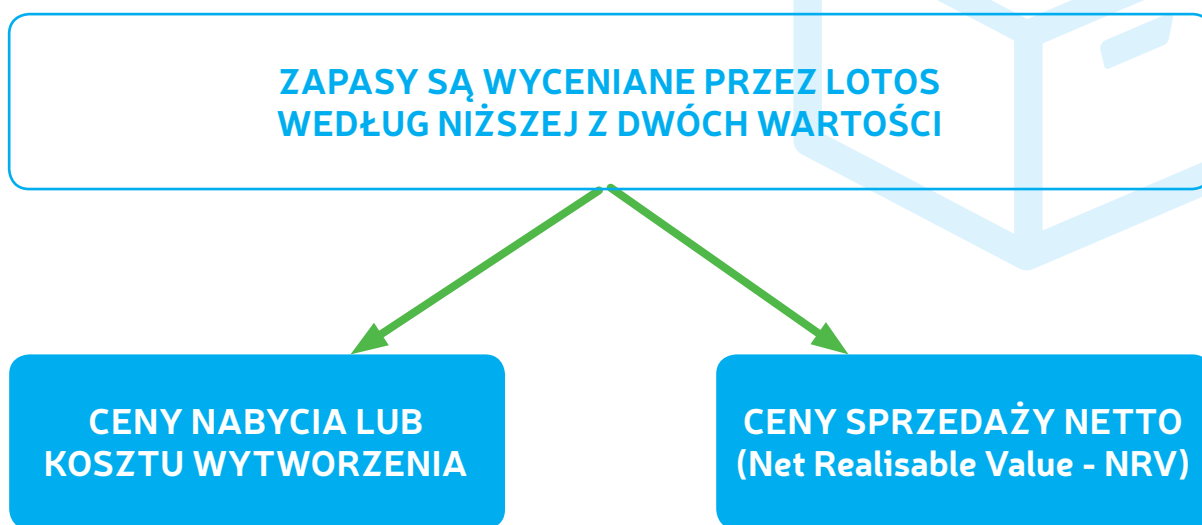 ZAPASY SĄ WYCENIANE PRZEZ LOTOS
WEDŁUG NIŻSZEJ Z DWÓCH WARTOŚCI
CENY NABYCIA LUB
KOSZTU WYTWORZENIA
CENY SPRZEDAŻY NETTO
(Net Realisable Value - NRV)